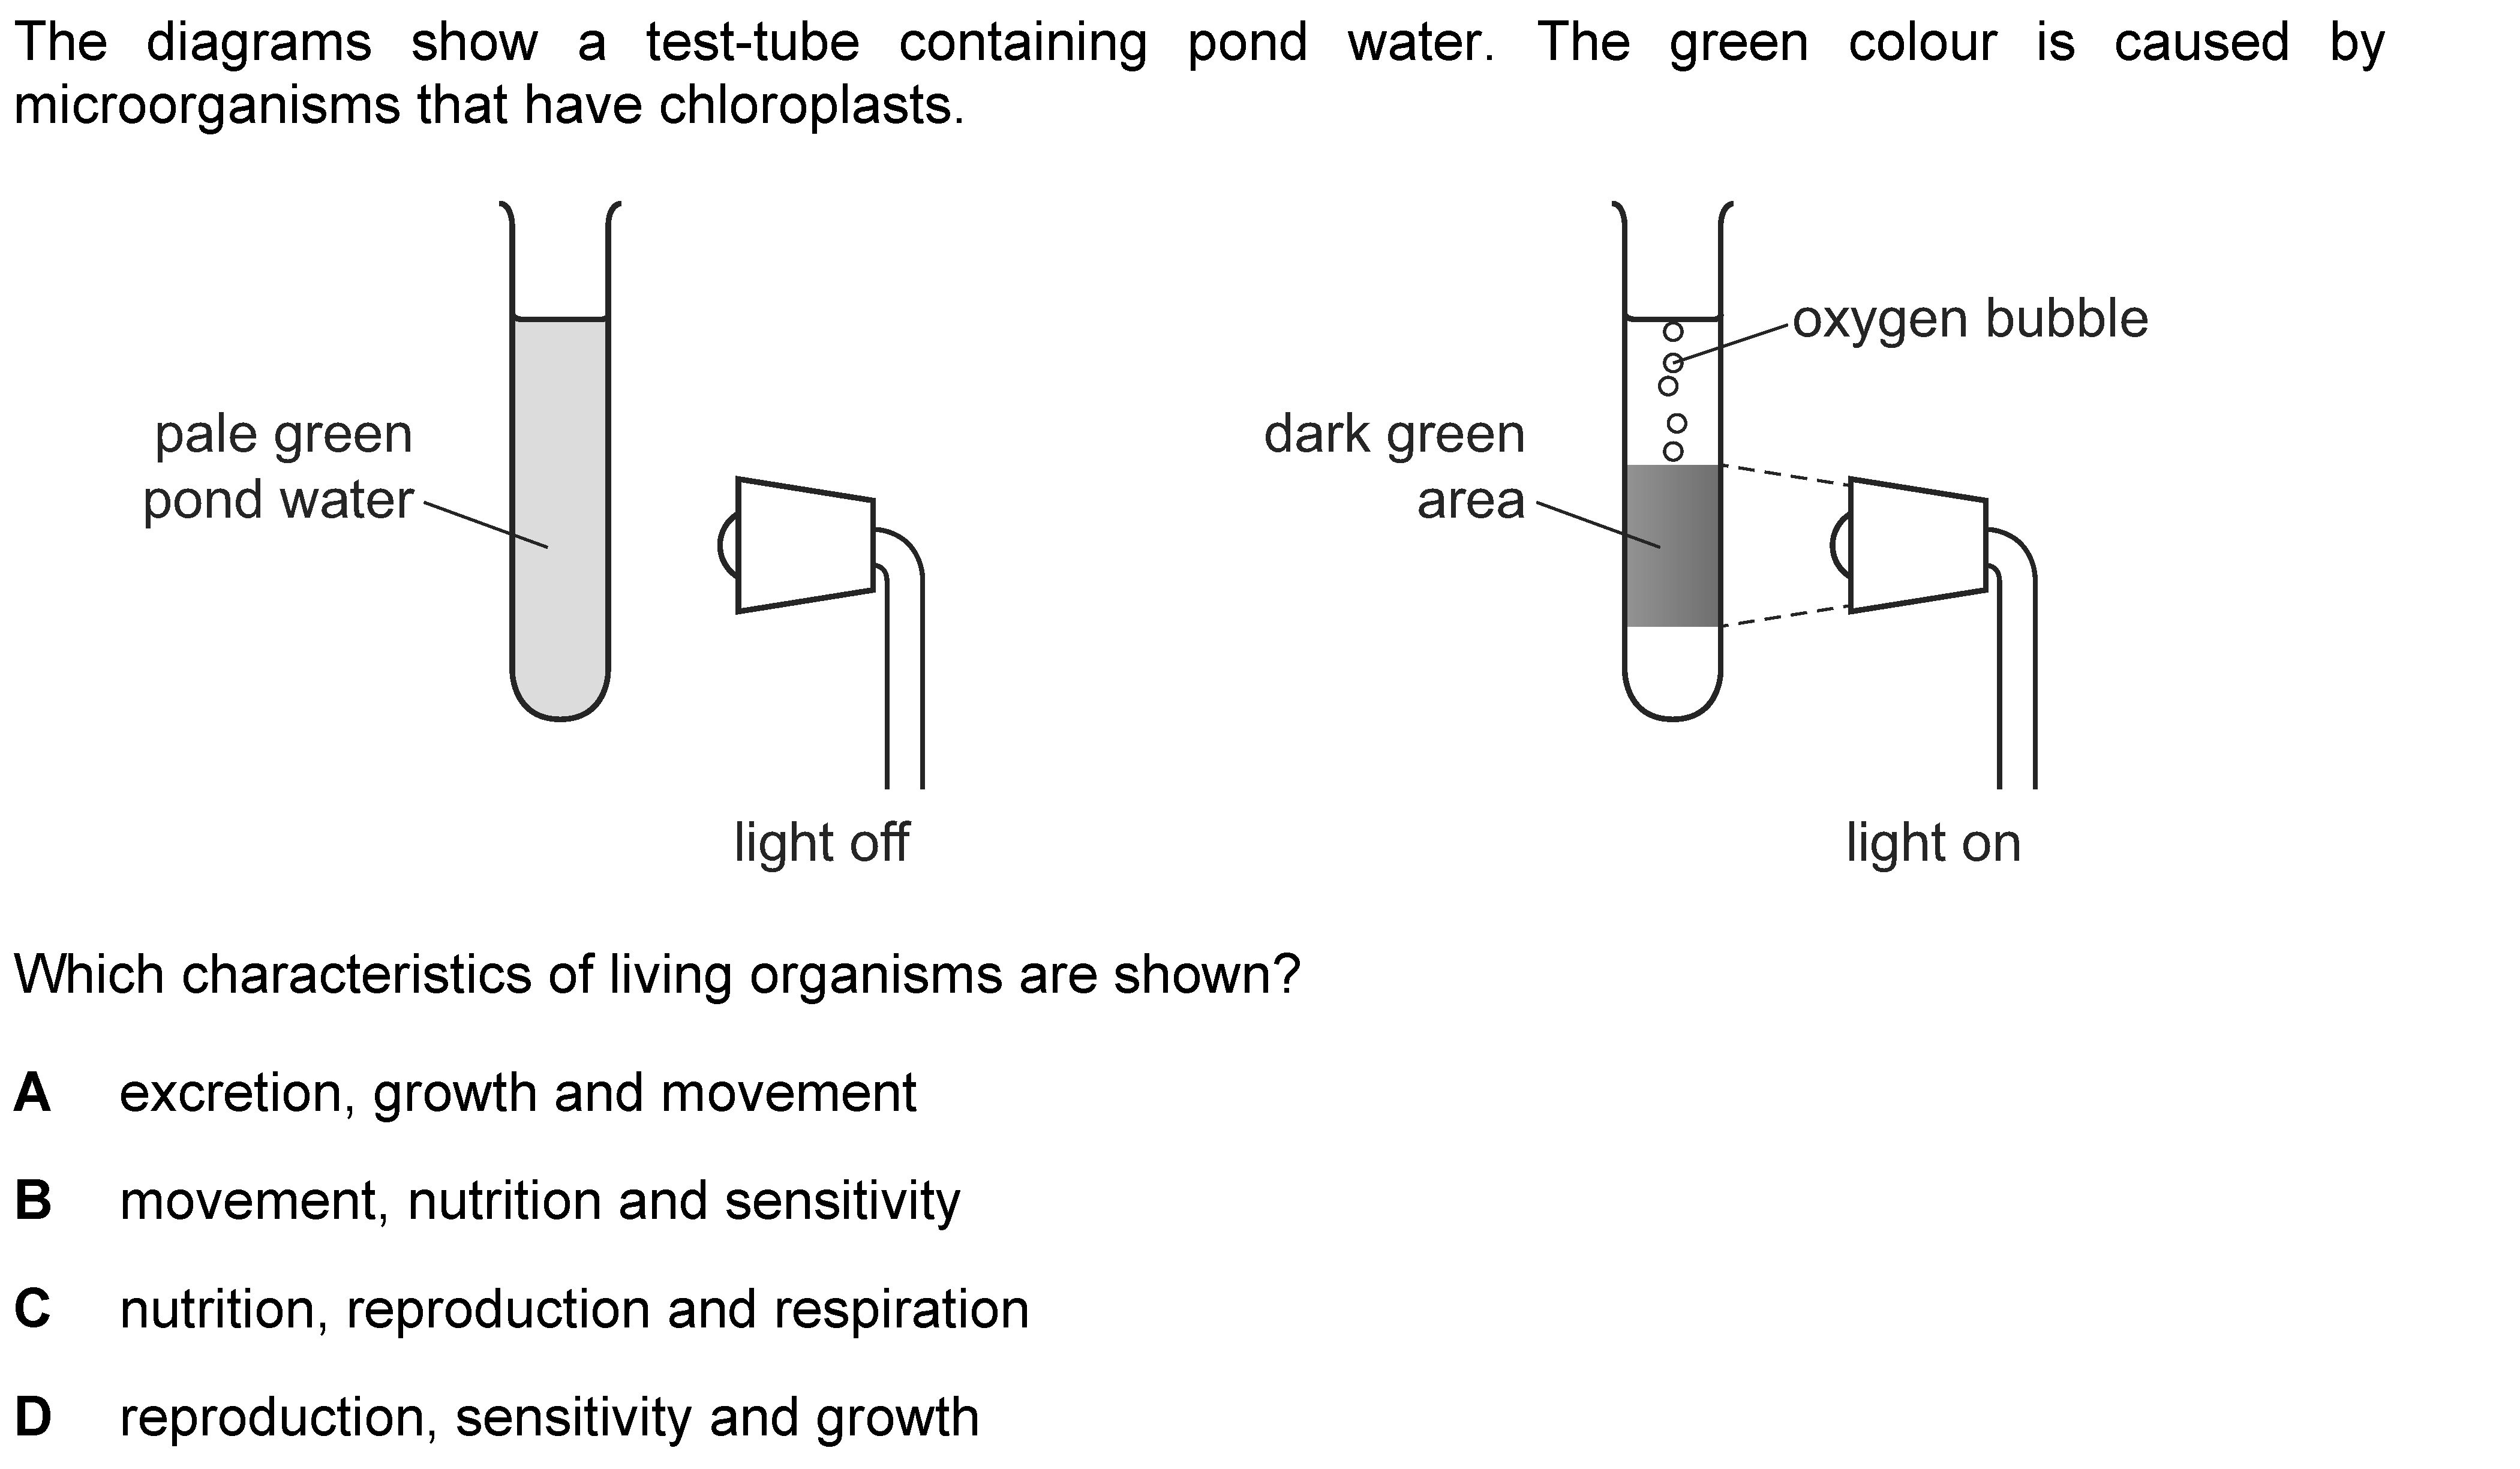 The diagrams show a test-tube containing pond water. The green colour is caused by
microorganisms that have chloroplasts.
oxygen bubble
pale green
pond water
dark green
area
light off
light on
Which characteristics of living organisms are shown?
A excretion, growth and movement
B movement, nutrition and sensitivity
C nutrition, reproduction and respiration
D reproduction, sensitivity and growth